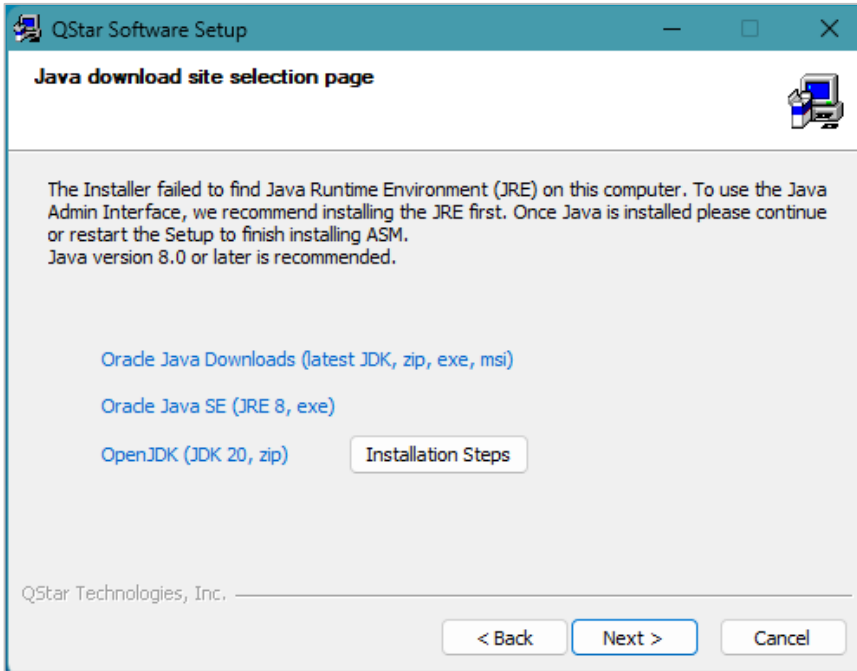 QStar Software Setup
Java download site selection page
The Installer failed to find Java Runtime Environment (JRE) on this computer. To use the Java
Admin Interface, we recommend installing the JRE first. Once Java is installed please continue
or restart the Setup to finish installing ASM.
Java version 8.0 or later is recommended.
Oracle Java Downloads (latest JDK, zip, exe, msi)
Oracle Java SE (JRE 8, exe)
OpenJDK (JDK 20, zip)
Installation Steps
QStar Technologies, Inc.
< Back
Next >
Cancel